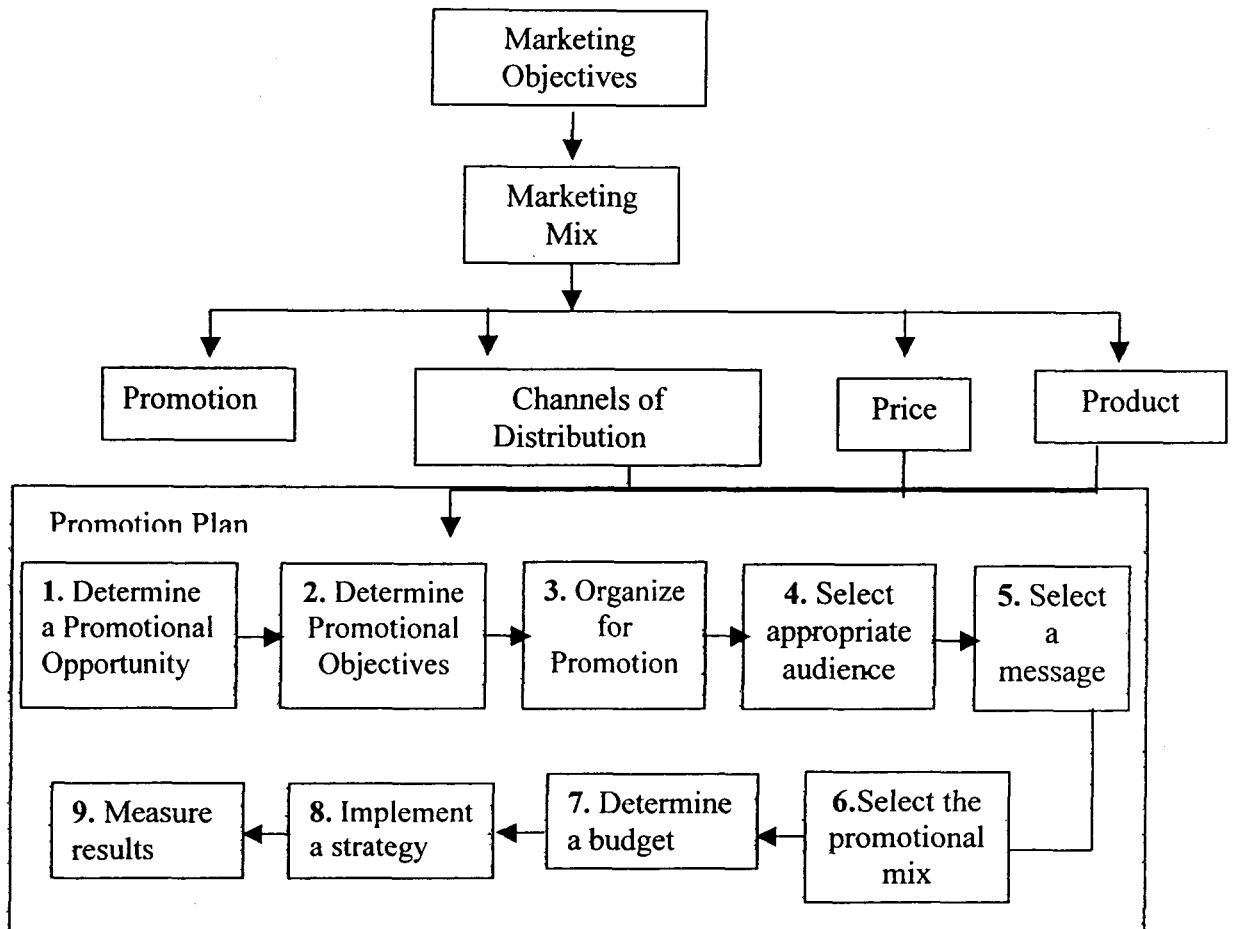 Marketing
Objectives
Marketing
Mix
Promotion
Channels of
Distribution
Price
Product
Promotion Plan
1. Determine
a Promotional
Opportunity
2. Determine
Promotional
Objectives
3. Organize
for
Promotion
4. Select
appropriate
audience
5. Select
a
message
6.Select the
promotional
mix
7. Determine
a budget
8. Implement
a strategy
9. Measure
results